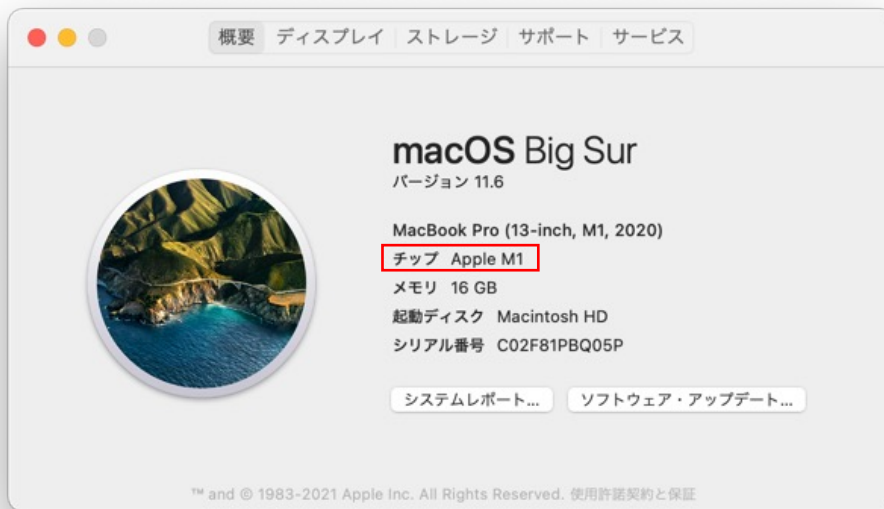 概要 ディスプレイ ストレージ サポート サービス
macOS Big Sur
バージョン 11.6
MacBook Pro (13-inch, M1, 2020)
チップ Apple M1
メモリ 16 GB
起動ディスク Macintosh HD
シリアル番号 C02F81PBQ05P
システムレポート... ソフトウェア・アップデート...
™ and © 1983-2021 Apple Inc. All Rights Reserved. 使用許諾契約と保証